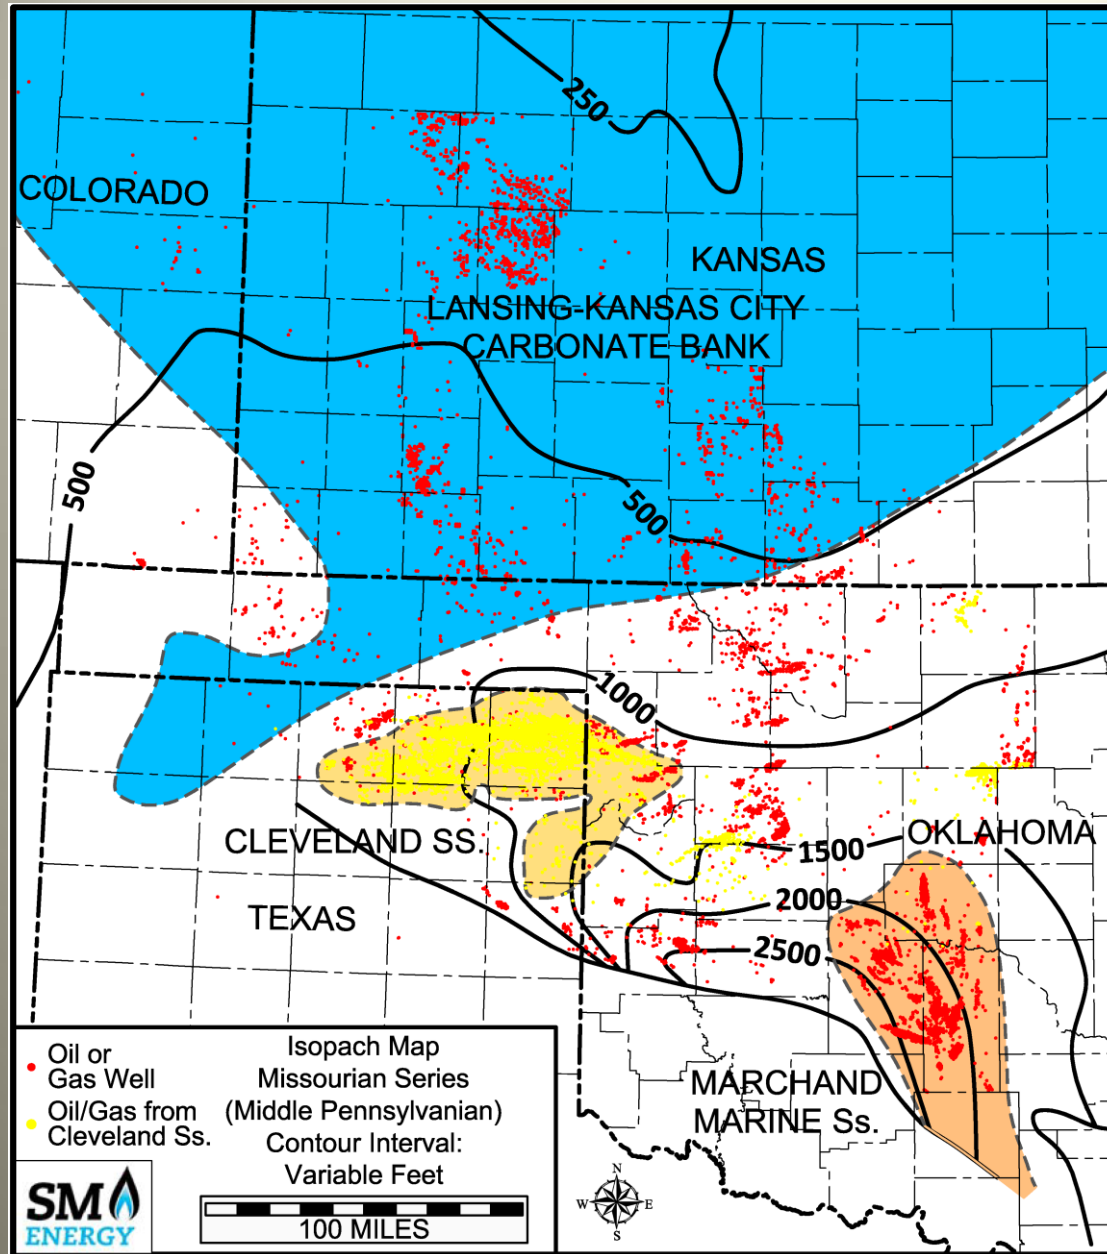 250
COLORADO
KANSAS
LANSING-KANSAS CITY
CARBONATE BANK
500
500
1000
CLEVELAND SS.
1500
OKLAHOMA
TEXAS
2000
2500
MARCHAND
MARINE Ss.
Oil or
Gas Well
Oil/Gas from
Cleveland Ss.
Isopach Map
Missourian Series
(Middle Pennsylvanian)
Contour Interval:
Variable Feet
100 MILES
SM
ENERGY
N
W E
S